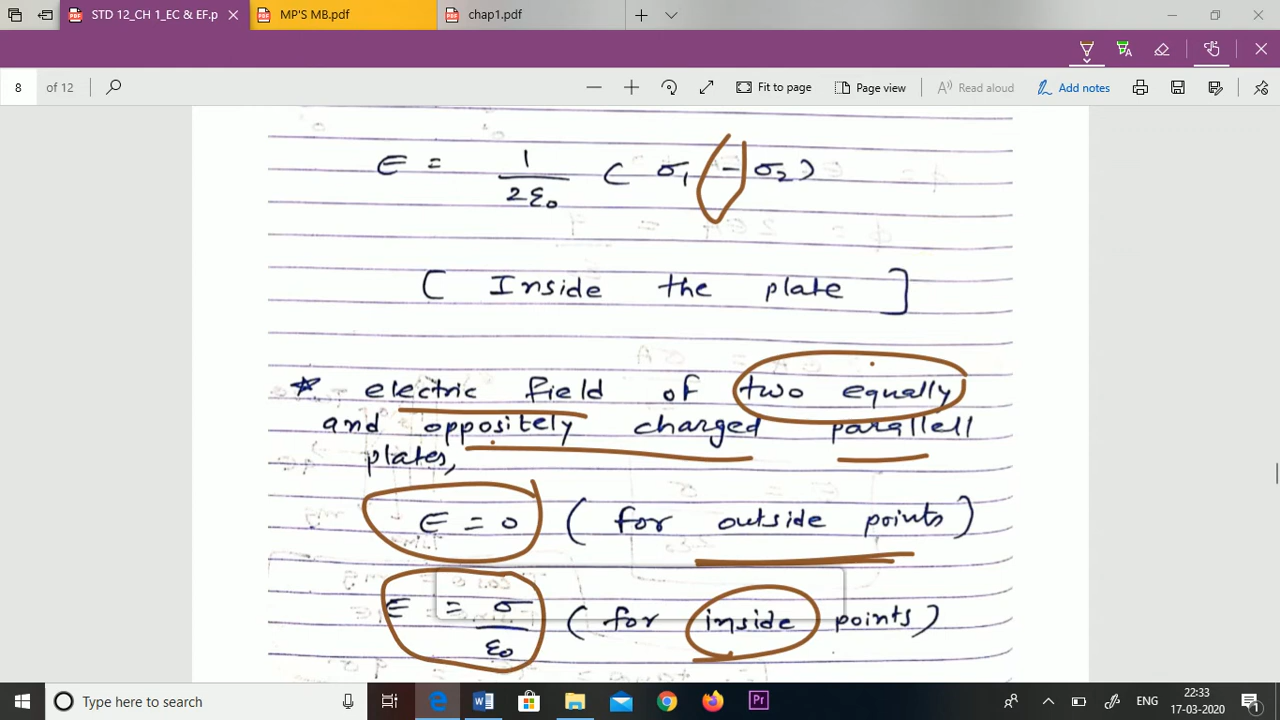 STD 12_CH 1_EC & EF.p
MP'S MB.pdf
chap1.pdf
8 of 12
Fit to page
Page view
Read aloud
Add notes
E = 1/2ε₀ ( σ₁ - σ₂ )
[ Inside the plate ]
* electric field of two equally
and oppositely charged parallell
plates,
E = 0 ( for outside points )
E = σ/ε₀ ( for inside points )
Type here to search
ENG
22:33
17-03-2020